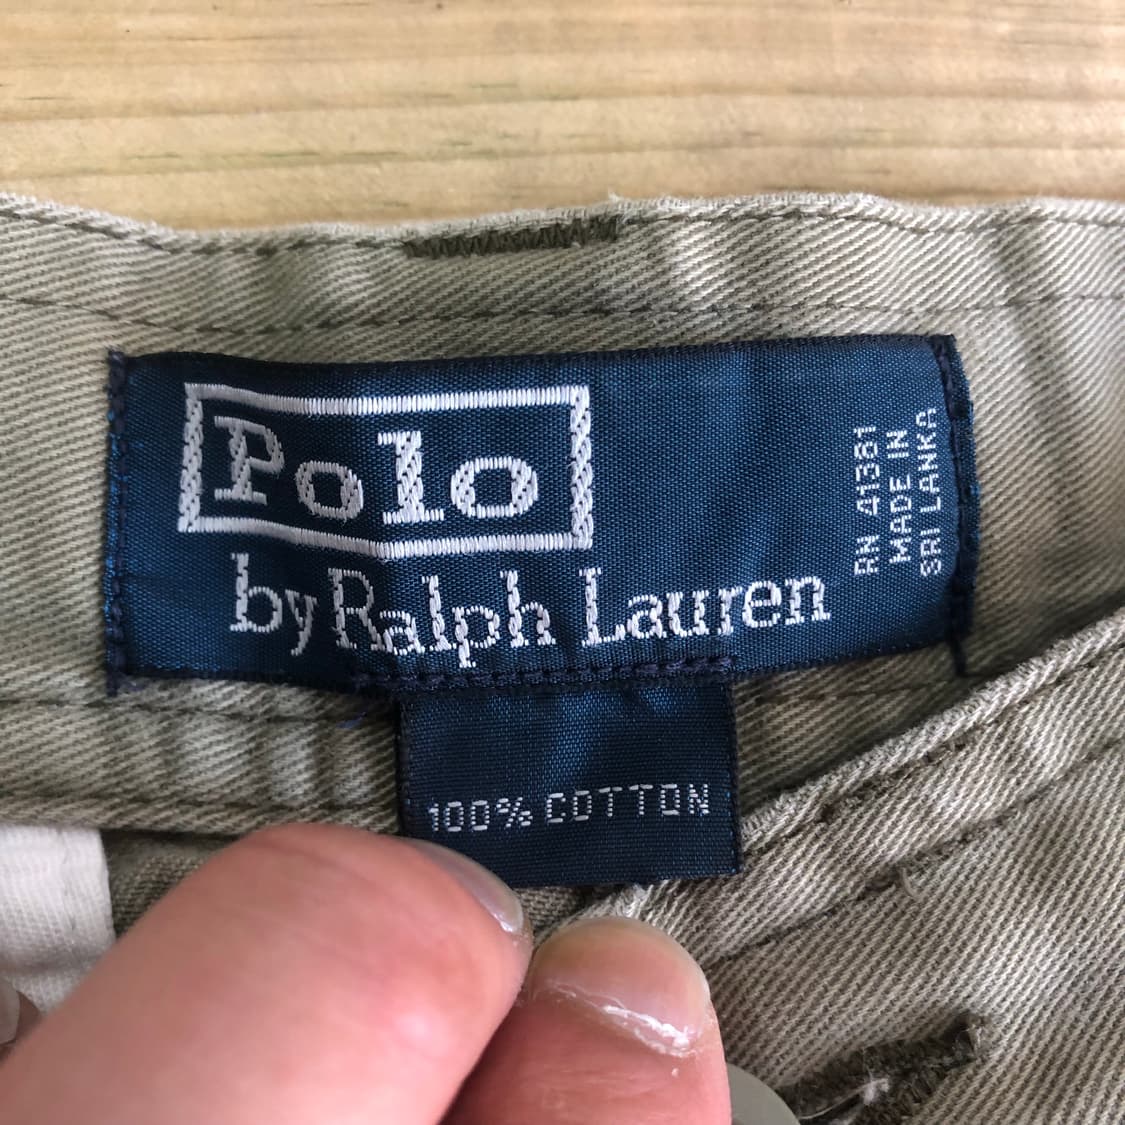 Polo
by Ralph Lauren
RN 41381
MADE IN
SRI LANKA
100% COTTON